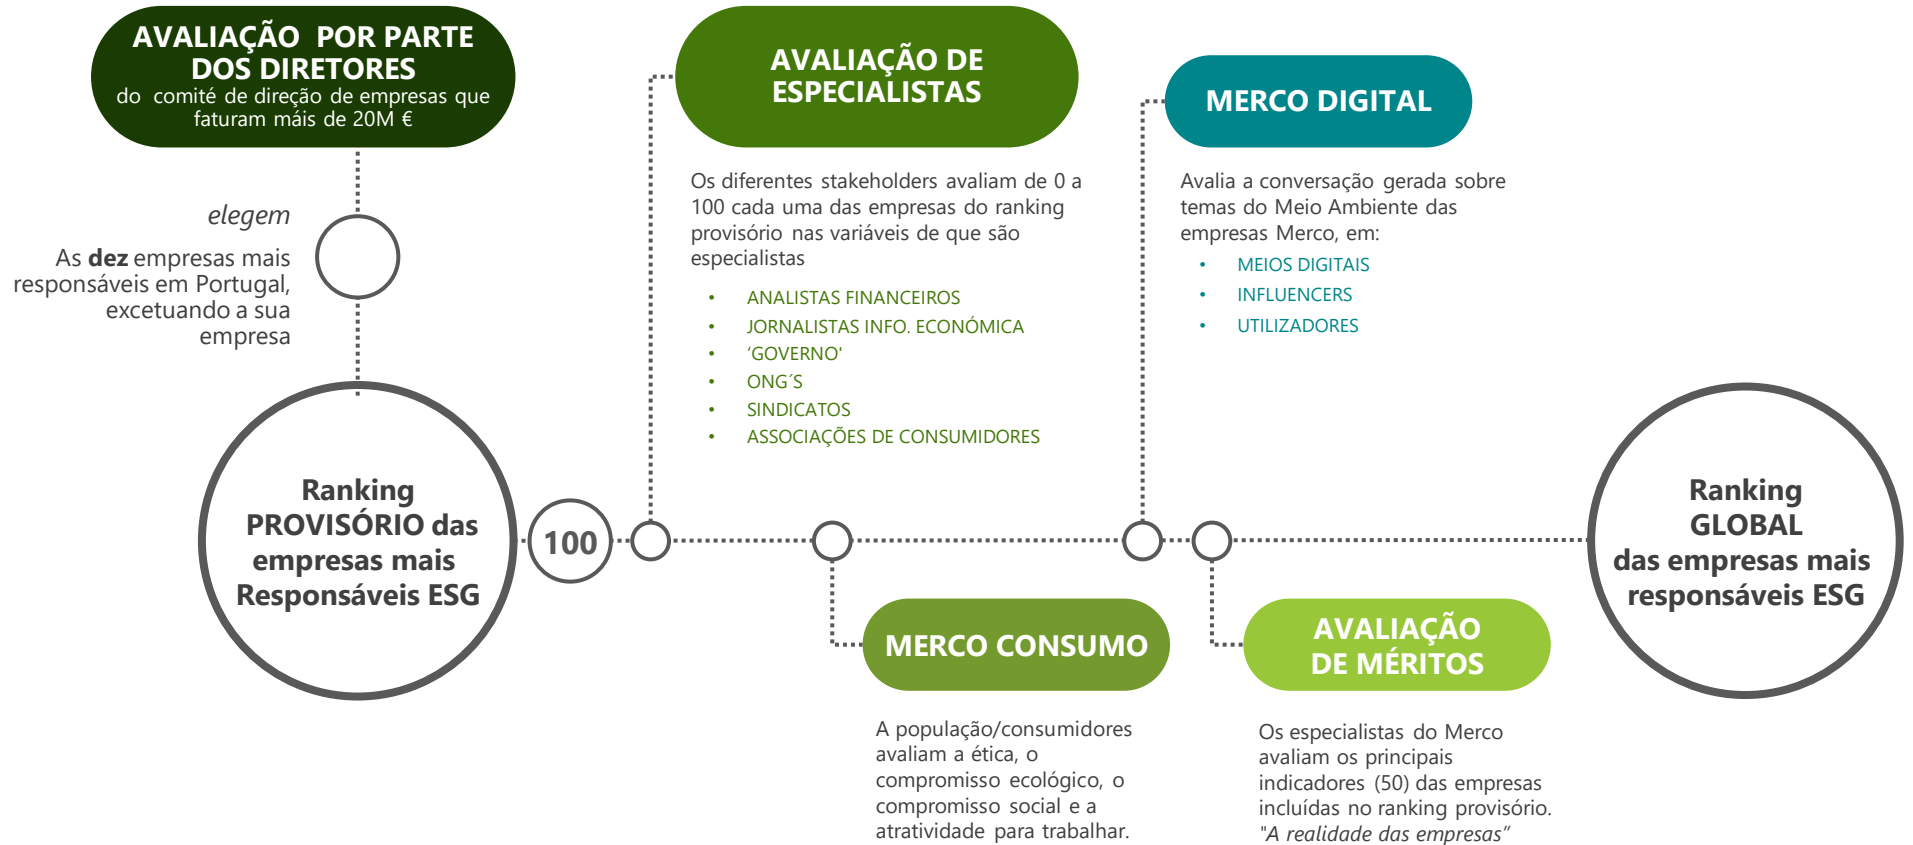 AVALIAÇÃO POR PARTE
DOS DIRETORES
do comité de direção de empresas que
faturam máis de 20M €
elegem
As dez empresas mais
responsáveis em Portugal,
excetuando a sua
empresa
Ranking
PROVISÓRIO das
empresas mais
Responsáveis ESG
100
AVALIAÇÃO DE
ESPECIALISTAS
Os diferentes stakeholders avaliam de 0 a
100 cada uma das empresas do ranking
provisório nas variáveis de que são
especialistas
• ANALISTAS FINANCEIROS
• JORNALISTAS INFO. ECONÓMICA
• ‘GOVERNO'
• ONG´S
• SINDICATOS
• ASSOCIAÇÕES DE CONSUMIDORES
MERCO CONSUMO
A população/consumidores
avaliam a ética, o
compromisso ecológico, o
compromisso social e a
atratividade para trabalhar.
MERCO DIGITAL
Avalia a conversação gerada sobre
temas do Meio Ambiente das
empresas Merco, em:
• MEIOS DIGITAIS
• INFLUENCERS
• UTILIZADORES
AVALIAÇÃO
DE MÉRITOS
Os especialistas do Merco
avaliam os principais
indicadores (50) das empresas
incluídas no ranking provisório.
"A realidade das empresas”
Ranking
GLOBAL
das empresas mais
responsáveis ESG